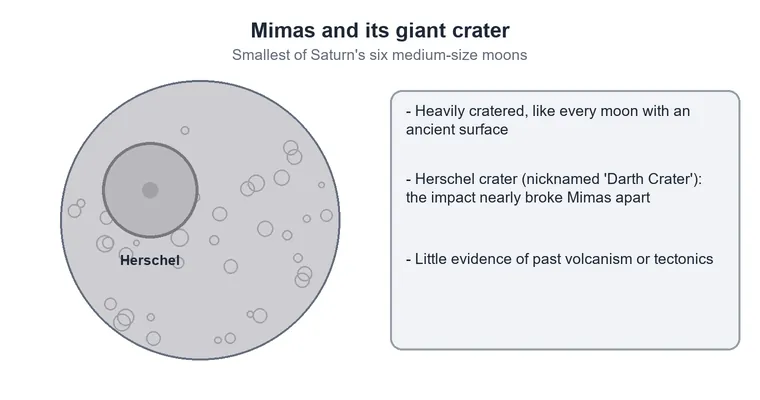 Mimas and its giant crater
Smallest of Saturn's six medium-size moons
Herschel
- Heavily cratered, like every moon with an
ancient surface
- Herschel crater (nicknamed 'Darth Crater'):
the impact nearly broke Mimas apart
- Little evidence of past volcanism or tectonics